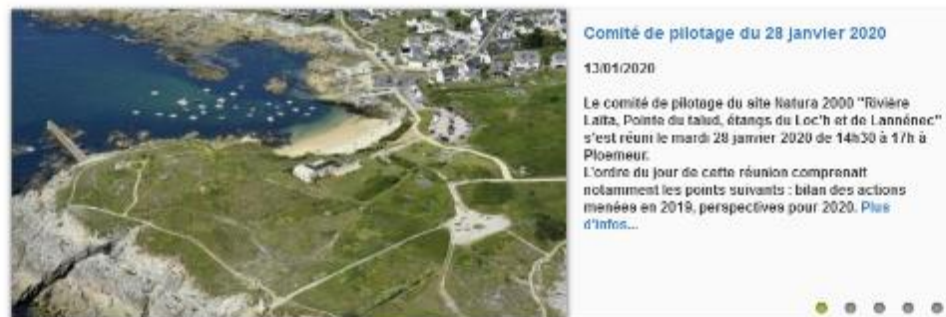 Comité de pilotage du 28 janvier 2020
13/01/2020
Le comité de pilotage du site Natura 2000 "Rivière
Laïta, Pointe du talud, étangs du Loc'h et de Lannénec"
s'est réuni le mardi 28 janvier 2020 de 14h30 à 17h à
Ploemeur.
L'ordre du jour de cette réunion comprenait
notamment les points suivants : bilan des actions
menées en 2019, perspectives pour 2020. Plus
d'infos...